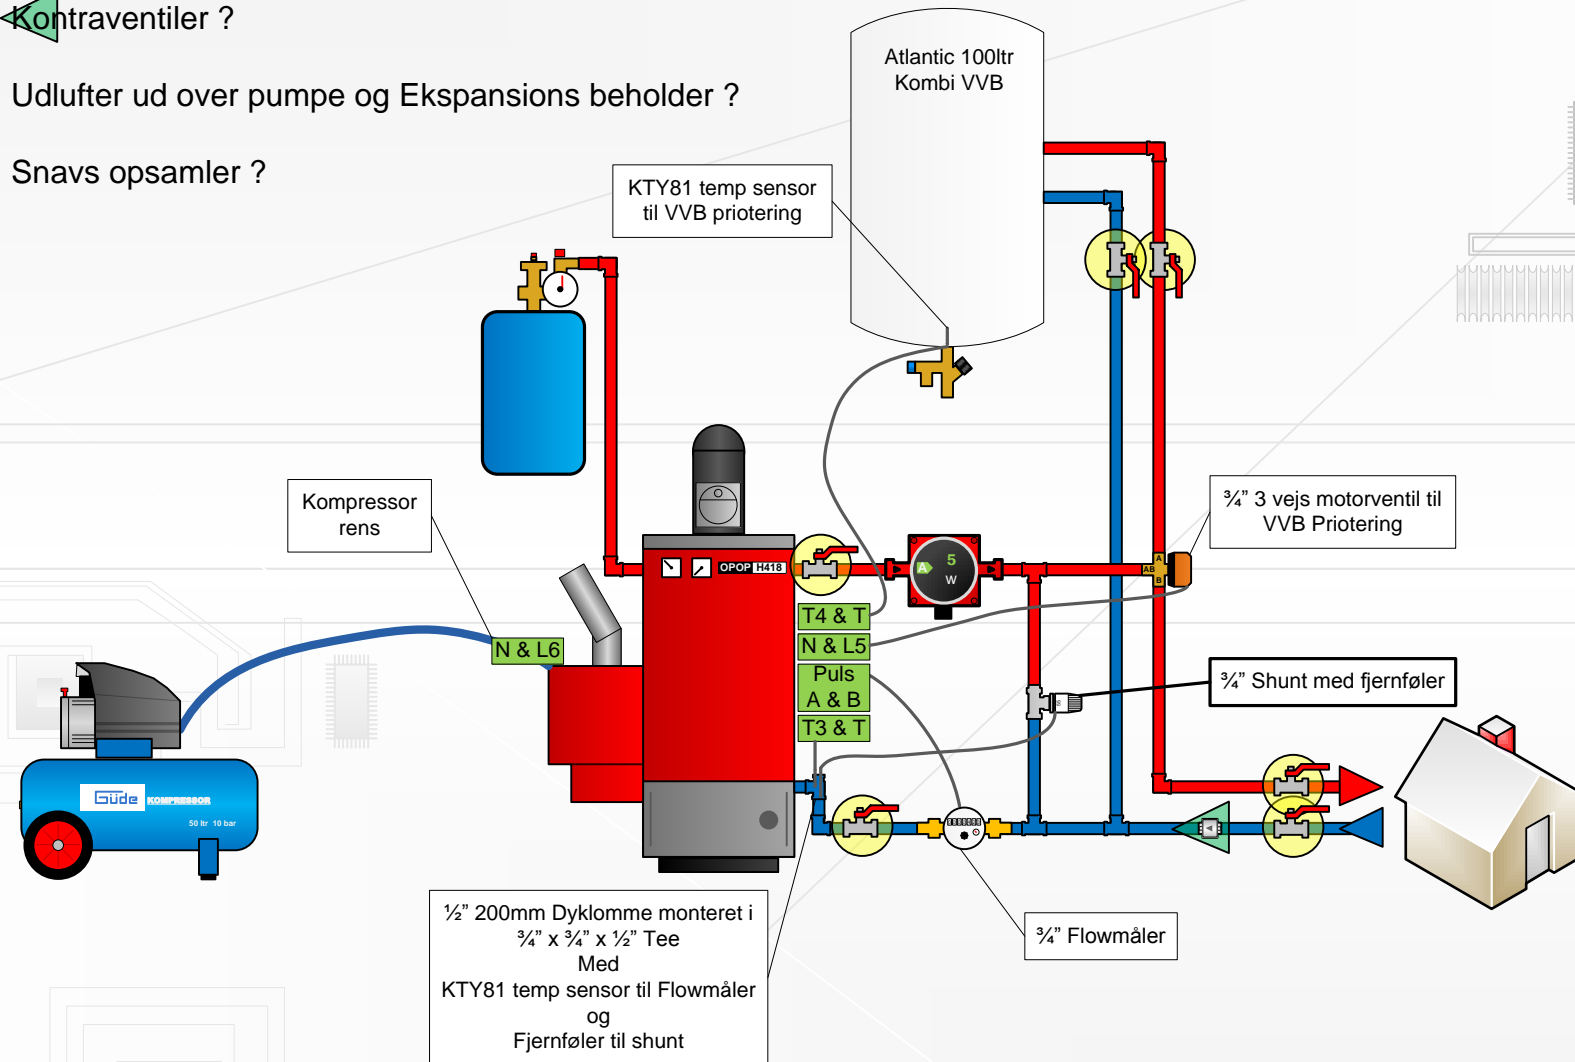 Kontraventiler ?
Udlufter ud over pumpe og Ekspansions beholder ?
Snavs opsamler ?
Atlantic 100ltr
Kombi VVB
KTY81 temp sensor
til VVB priotering
Kompressor
rens
¾” 3 vejs motorventil til
VVB Priotering
OPOP H418
A
5
W
A
AB
B
T4 & T
N & L5
Puls
A & B
T3 & T
N & L6
¾” Shunt med fjernføler
Güde KOMPRESSOR
50 ltr 10 bar
½” 200mm Dyklomme monteret i
¾” x ¾” x ½” Tee
Med
KTY81 temp sensor til Flowmåler
og
Fjernføler til shunt
¾” Flowmåler